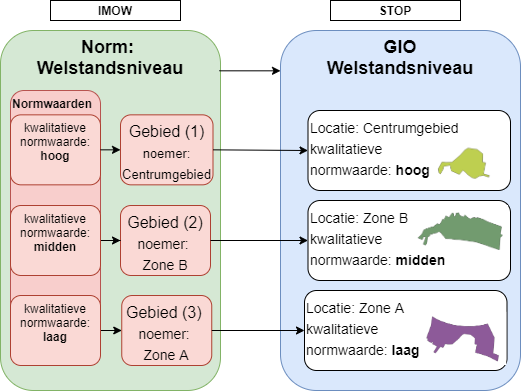 IMOW
STOP
Norm:
Welstandsniveau
GIO
Welstandsniveau
Normwaarden
kwalitatieve
normwaarde:
hoog
Gebied (1)
noemer:
Centrumgebied
Locatie: Centrumgebied
kwalitatieve
normwaarde: hoog
kwalitatieve
normwaarde:
midden
Gebied (2)
noemer:
Zone B
Locatie: Zone B
kwalitatieve
normwaarde: midden
kwalitatieve
normwaarde:
laag
Gebied (3)
noemer:
Zone A
Locatie: Zone A
kwalitatieve
normwaarde: laag